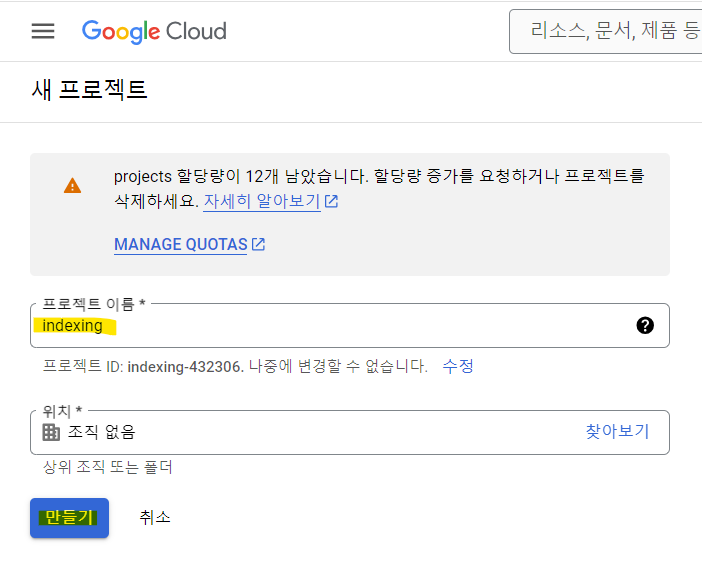 Google Cloud
리소스, 문서, 제품 등
새 프로젝트
projects 할당량이 12개 남았습니다. 할당량 증가를 요청하거나 프로젝트를
삭제하세요. 자세히 알아보기
MANAGE QUOTAS
프로젝트 이름 *
indexing
프로젝트 ID: indexing-432306. 나중에 변경할 수 없습니다. 수정
위치 *
조직 없음 찾아보기
상위 조직 또는 폴더
만들기 취소